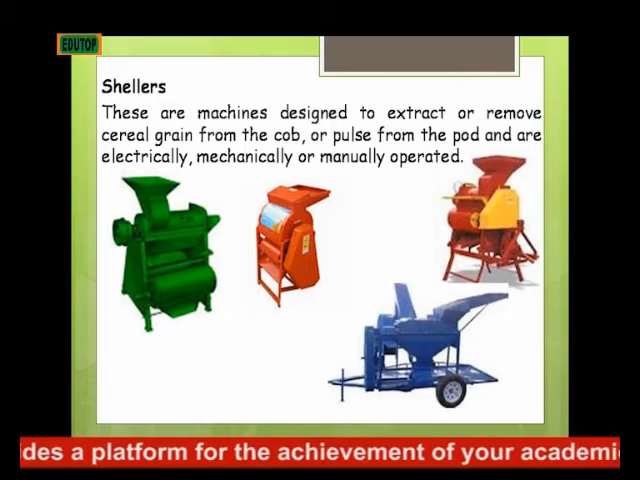 EDUTOP
Shellers
These are machines designed to extract or remove
cereal grain from the cob, or pulse from the pod and are
electrically, mechanically or manually operated.
des a platform for the achievement of your academi